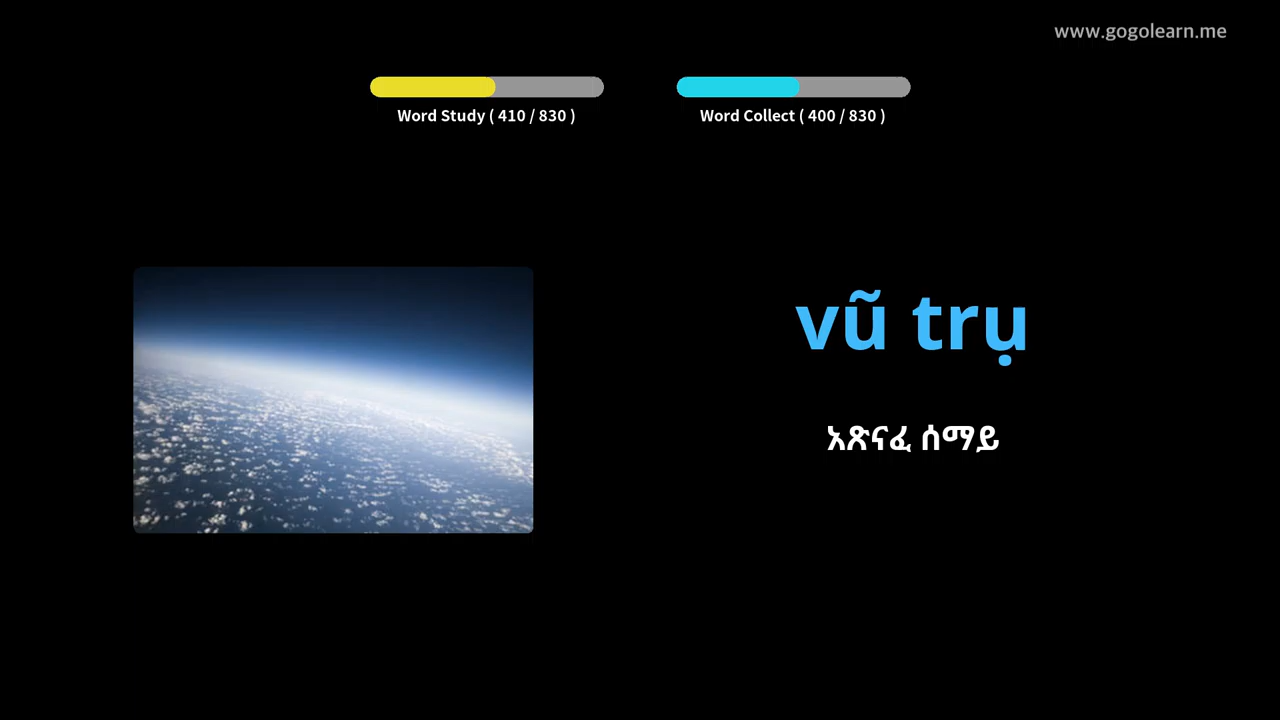 www.gogolearn.me
Word Study ( 410 / 830 )
Word Collect ( 400 / 830 )
vũ trụ
አጽናፈ ሰማይ